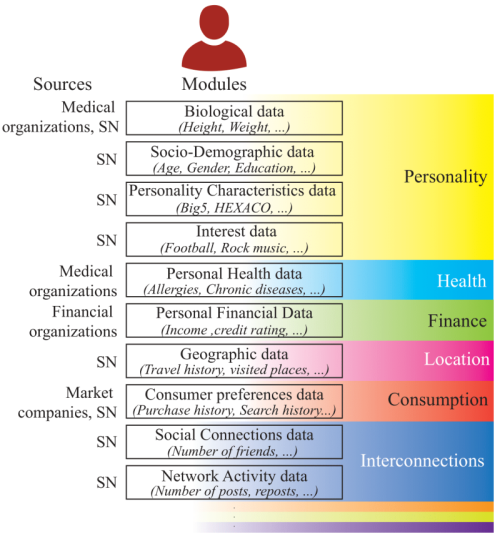 Sources Modules
Medical organizations, SN
Biological data
(Height, Weight, ...)
SN
Socio-Demographic data
(Age, Gender, Education, ...)
SN
Personality Characteristics data
(Big5, HEXACO, ...)
SN
Interest data
(Football, Rock music, ...)
Personality
Medical
organizations
Personal Health data
(Allergies, Chronic diseases, ...)
Health
Financial
organizations
Personal Financial Data
(Income ,credit rating, ...)
Finance
SN
Geographic data
(Travel history, visited places, ...)
Location
Market
companies, SN
Consumer preferences data
(Purchase history, Search history...)
Consumption
SN
Social Connections data
(Number of friends, ...)
SN
Network Activity data
(Number of posts, reposts, ...)
Interconnections